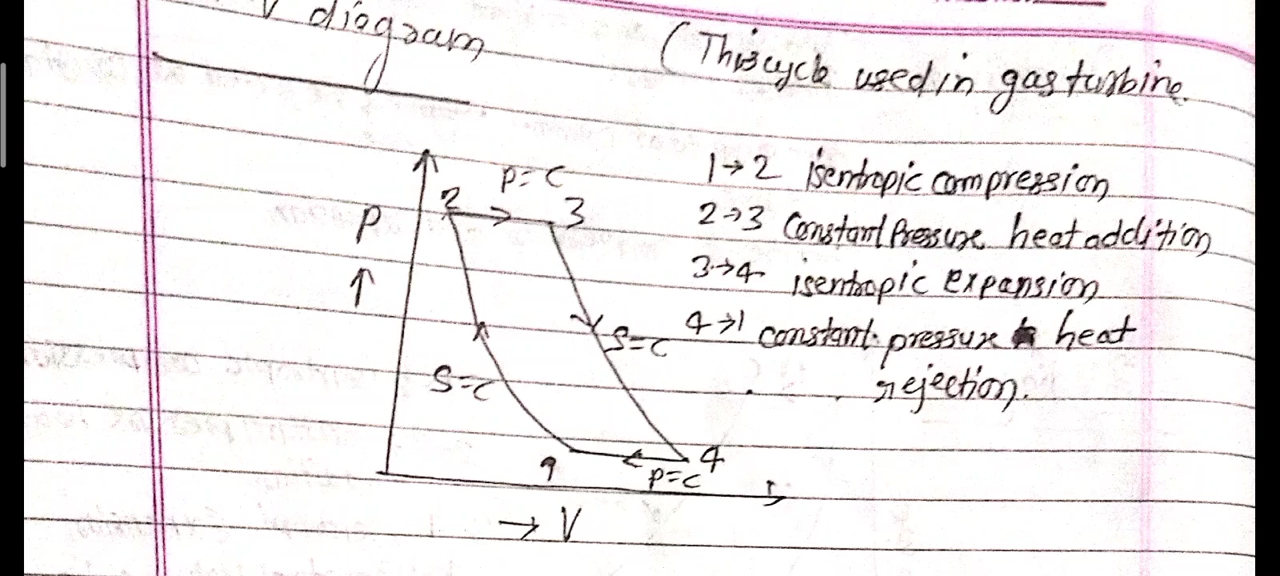 V diagram
(This cycle used in gas turbine.
P=C
1→2 isentropic compression
2 3
P
2→3 Constant Pressure heat addition
↑
3→4 isentropic expansion
S=C
4→1 constant pressure heat
S=C
rejection.
1 4
P=C
→ V